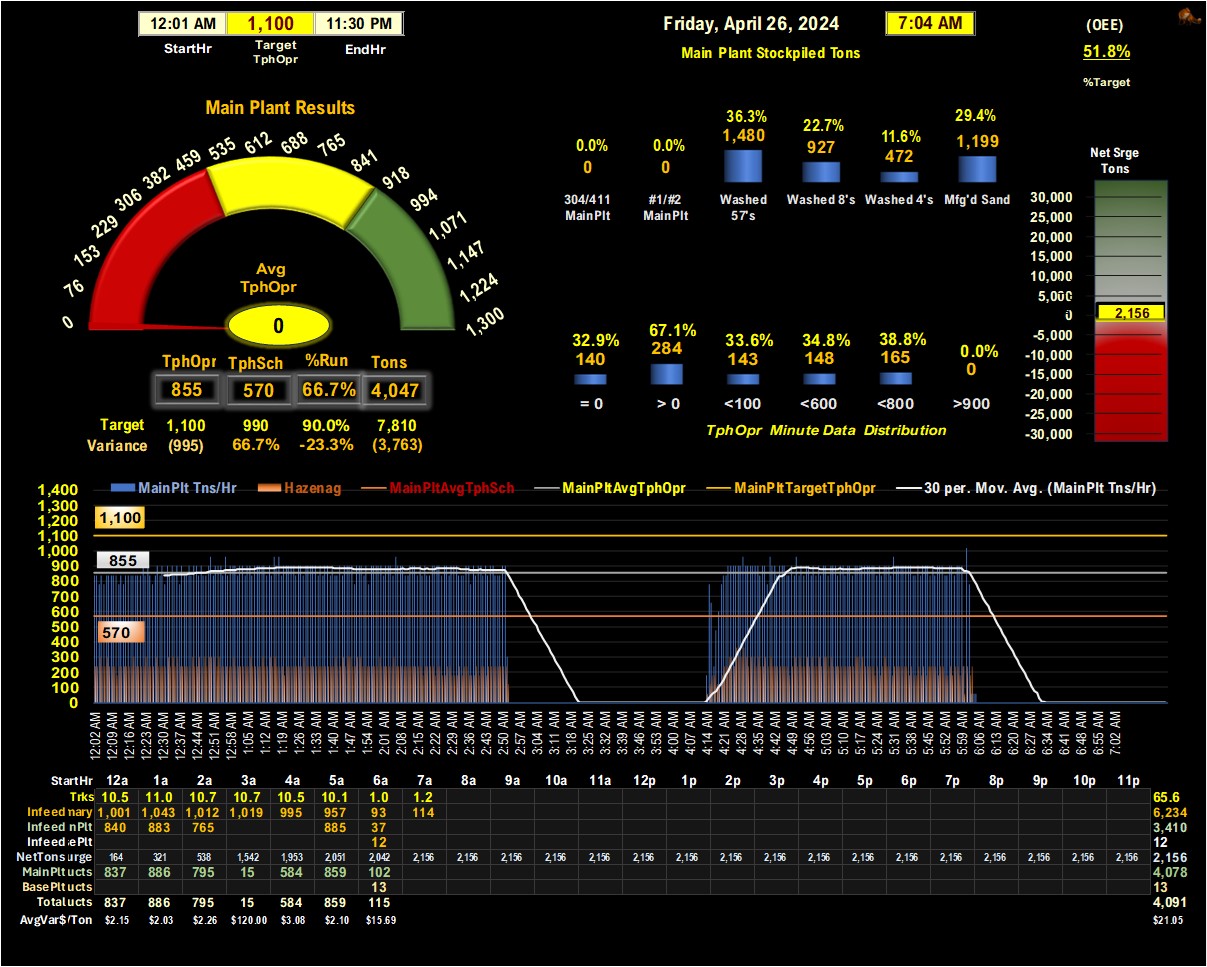 12:01 AM 1,100 11:30 PM
StartHr Target TphOpr EndHr
Friday, April 26, 2024 7:04 AM
Main Plant Stockpiled Tons
(OEE)
51.8%
%Target
Main Plant Results
0 76 153 229 306 382 459 535 612 688 765 841 918 994 1,071 1,147 1,224 1,300
Avg
TphOpr
0
TphOpr TphSch %Run Tons
855 570 66.7% 4,047
Target 1,100 990 90.0% 7,810
Variance (995) 66.7% -23.3% (3,763)
0.0% 0.0% 36.3% 22.7% 11.6% 29.4%
0 0 1,480 927 472 1,199
304/411 #1/#2 Washed Washed 8's Washed 4's Mfg'd Sand
MainPlt MainPlt 57's
32.9% 67.1% 33.6% 34.8% 38.8% 0.0%
140 284 143 148 165 0
= 0 > 0 <100 <600 <800 >900
TphOpr Minute Data Distribution
Net Srge
Tons
30,000
25,000
20,000
15,000
10,000
5,000
0
2,156
-5,000
-10,000
-15,000
-20,000
-25,000
-30,000
MainPlt Tns/Hr Hazenag MainPltAvgTphSch MainPltAvgTphOpr MainPltTargetTphOpr 30 per. Mov. Avg. (MainPlt Tns/Hr)
1,400
1,300
1,200
1,100
1,000
900
800
700
600
500
400
300
200
100
0
1,100
855
570
12:02 AM 12:09 AM 12:16 AM 12:23 AM 12:30 AM 12:37 AM 12:44 AM 12:51 AM 12:58 AM 1:05 AM 1:12 AM 1:19 AM 1:26 AM 1:33 AM 1:40 AM 1:47 AM 1:54 AM 2:01 AM 2:08 AM 2:15 AM 2:22 AM 2:29 AM 2:36 AM 2:43 AM 2:50 AM 2:57 AM 3:04 AM 3:11 AM 3:18 AM 3:25 AM 3:32 AM 3:39 AM 3:46 AM 3:53 AM 4:00 AM 4:07 AM 4:14 AM 4:21 AM 4:28 AM 4:35 AM 4:42 AM 4:49 AM 4:56 AM 5:03 AM 5:10 AM 5:17 AM 5:24 AM 5:31 AM 5:38 AM 5:45 AM 5:52 AM 5:59 AM 6:06 AM 6:13 AM 6:20 AM 6:27 AM 6:34 AM 6:41 AM 6:48 AM 6:55 AM 7:02 AM
StartHr 12a 1a 2a 3a 4a 5a 6a 7a 8a 9a 10a 11a 12p 1p 2p 3p 4p 5p 6p 7p 8p 9p 10p 11p
Trks 10.5 11.0 10.7 10.7 10.5 10.1 1.0 1.2 65.6
Infeed mary 1,001 1,043 1,012 1,019 995 957 93 114 6,234
Infeed nPlt 840 883 765 885 37 3,410
Infeed ePlt 12 12
NetTons urge 164 321 538 1,542 1,953 2,051 2,042 2,156 2,156 2,156 2,156 2,156 2,156 2,156 2,156 2,156 2,156 2,156 2,156 2,156 2,156 2,156 2,156 2,156 2,156
MainPlt ucts 837 886 795 15 584 859 102 4,078
BasePlt ucts 13 13
Total ucts 837 886 795 15 584 859 115 4,091
AvgVar$/Ton $2.15 $2.03 $2.26 $120.00 $3.08 $2.10 $15.69 $21.05